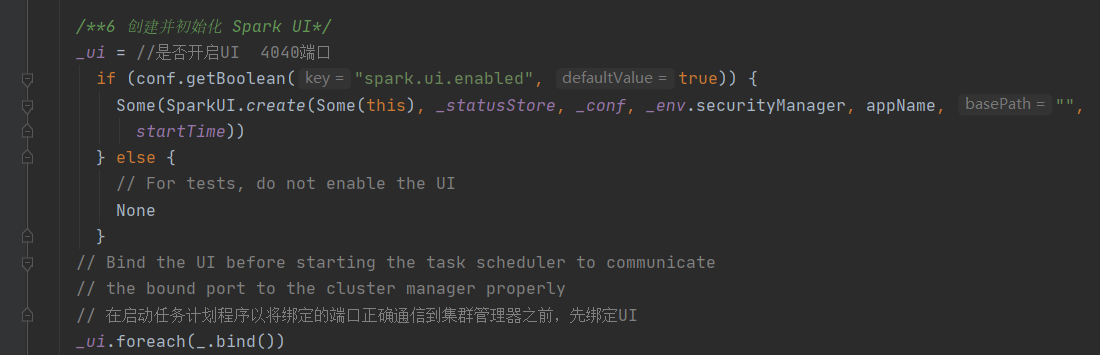 /**6 创建并初始化 Spark UI*/
_ui = //是否开启UI  4040端口
if (conf.getBoolean( key = "spark.ui.enabled", defaultValue = true)) {
Some(SparkUI.create(Some(this), _statusStore, _conf, _env.securityManager, appName, basePath = "",
startTime))
} else {
// For tests, do not enable the UI
None
}
// Bind the UI before starting the task scheduler to communicate
// the bound port to the cluster manager properly
// 在启动任务计划程序以将绑定的端口正确通信到集群管理器之前，先绑定UI
_ui.foreach(_.bind())